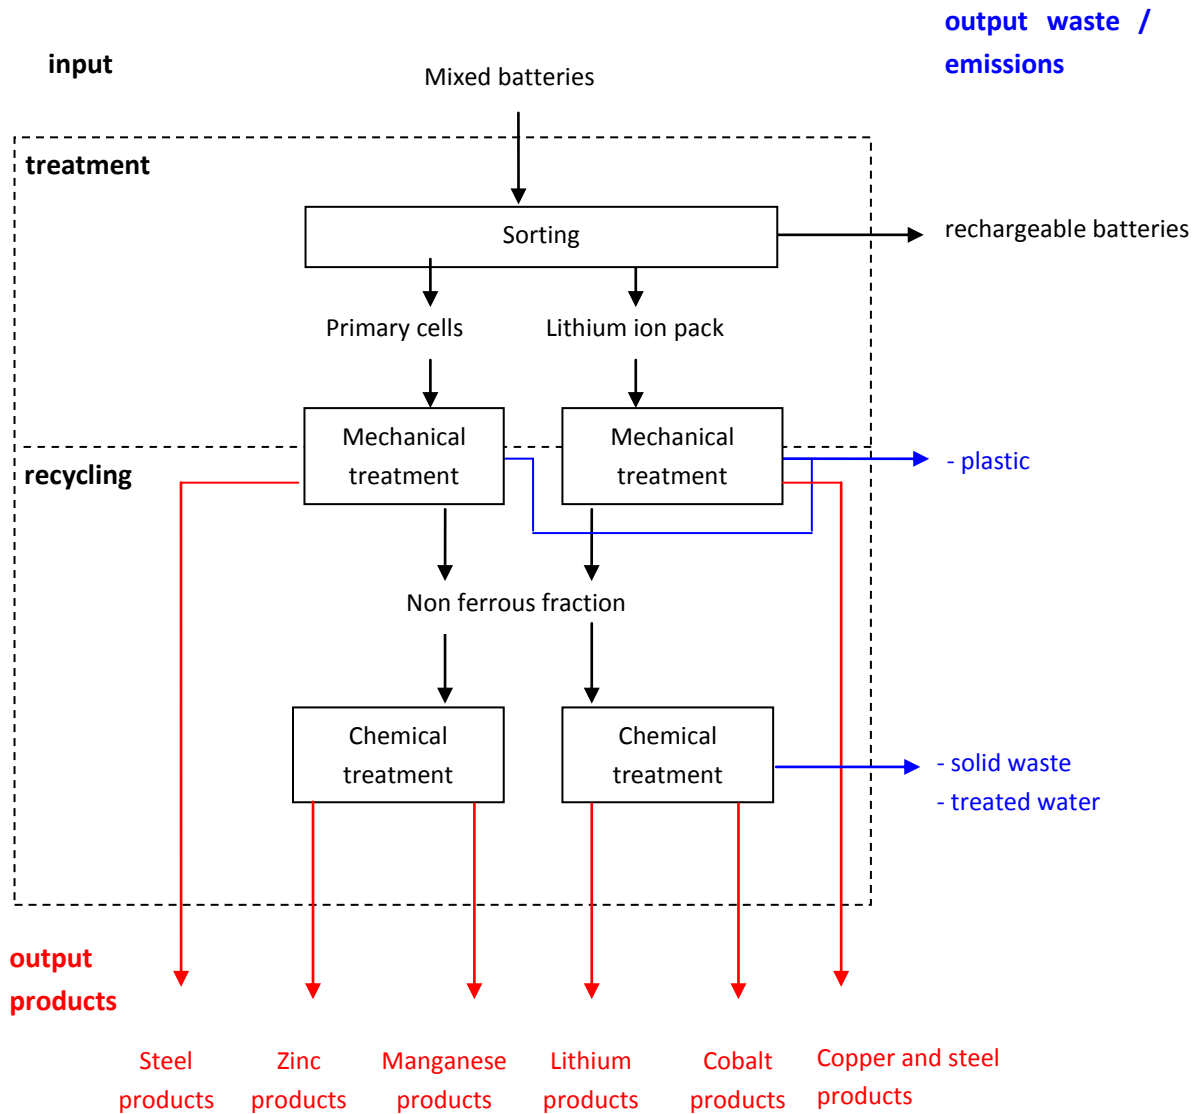 output waste /
emissions
input
Mixed batteries
treatment
Sorting
rechargeable batteries
Primary cells
Lithium ion pack
Mechanical
treatment
Mechanical
treatment
recycling
- plastic
Non ferrous fraction
Chemical
treatment
Chemical
treatment
- solid waste
- treated water
output
products
Steel
products
Zinc
products
Manganese
products
Lithium
products
Cobalt
products
Copper and steel
products